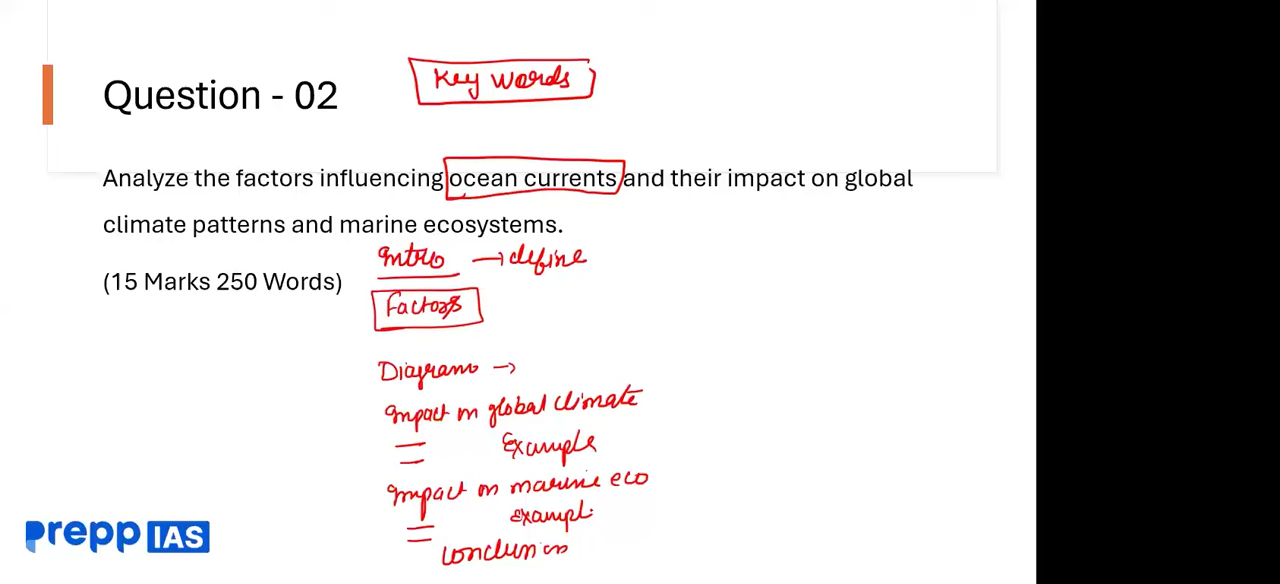 Key words
Question - 02
Analyze the factors influencing ocean currents and their impact on global
climate patterns and marine ecosystems.
Intro → define
(15 Marks 250 Words)
Factors
Diagrams →
Impact on global climate
Example
Impact on marine eco
Exampl
Conclusion
prepp IAS